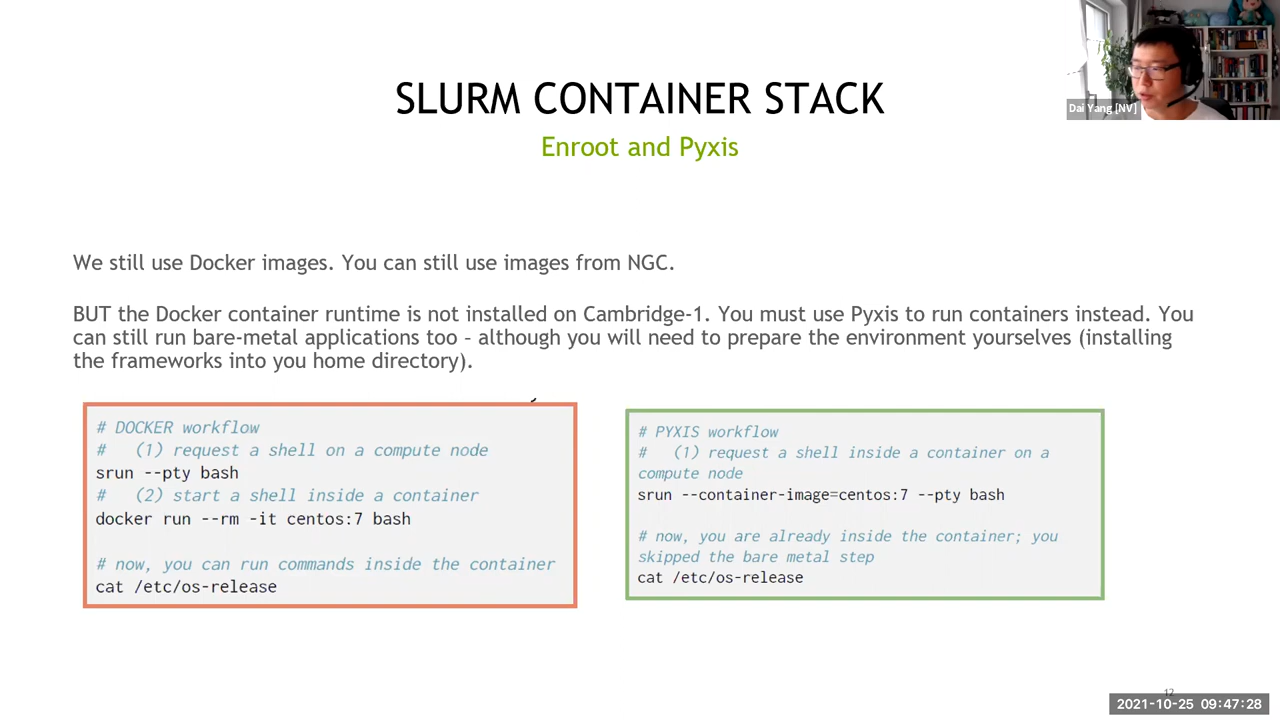 SLURM CONTAINER STACK
Enroot and Pyxis
Dai Yang [NV]
We still use Docker images. You can still use images from NGC.
BUT the Docker container runtime is not installed on Cambridge-1. You must use Pyxis to run containers instead. You
can still run bare-metal applications too – although you will need to prepare the environment yourselves (installing
the frameworks into you home directory).
# DOCKER workflow
#   (1) request a shell on a compute node
srun --pty bash
#   (2) start a shell inside a container
docker run --rm -it centos:7 bash
# now, you can run commands inside the container
cat /etc/os-release
# PYXIS workflow
#   (1) request a shell inside a container on a
compute node
srun --container-image=centos:7 --pty bash
# now, you are already inside the container; you
skipped the bare metal step
cat /etc/os-release
12
2021-10-25 09:47:28